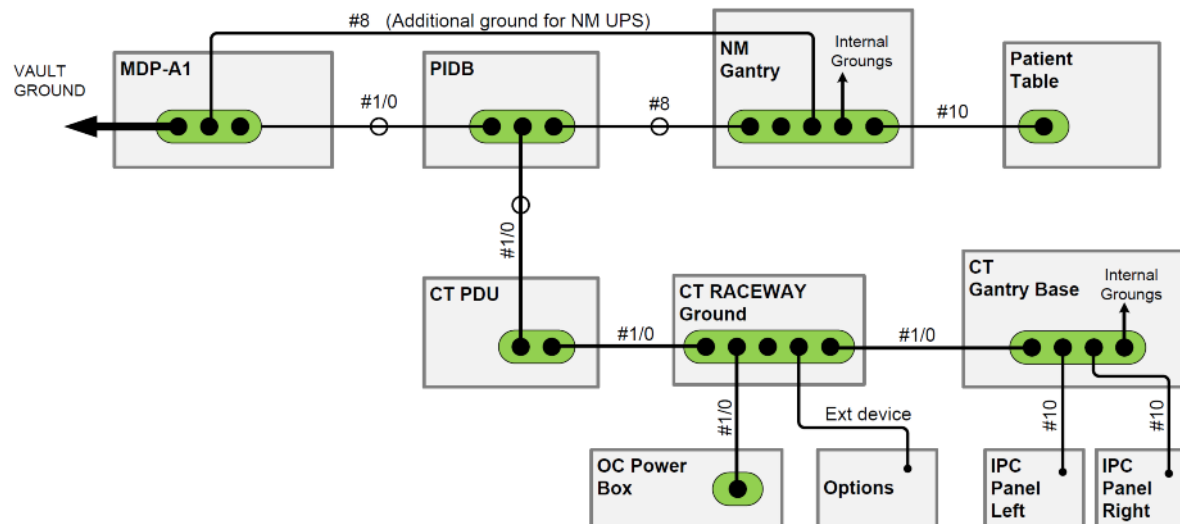 #8 (Additional ground for NM UPS)
VAULT
GROUND
MDP-A1
#1/0
PIDB
#8
NM
Gantry
Internal
Groungs
#10
Patient
Table
#1/0
CT PDU
#1/0
CT RACEWAY
Ground
#1/0
CT
Gantry Base
Internal
Groungs
#1/0
Ext device
#10
#10
OC Power
Box
Options
IPC
Panel
Left
IPC
Panel
Right